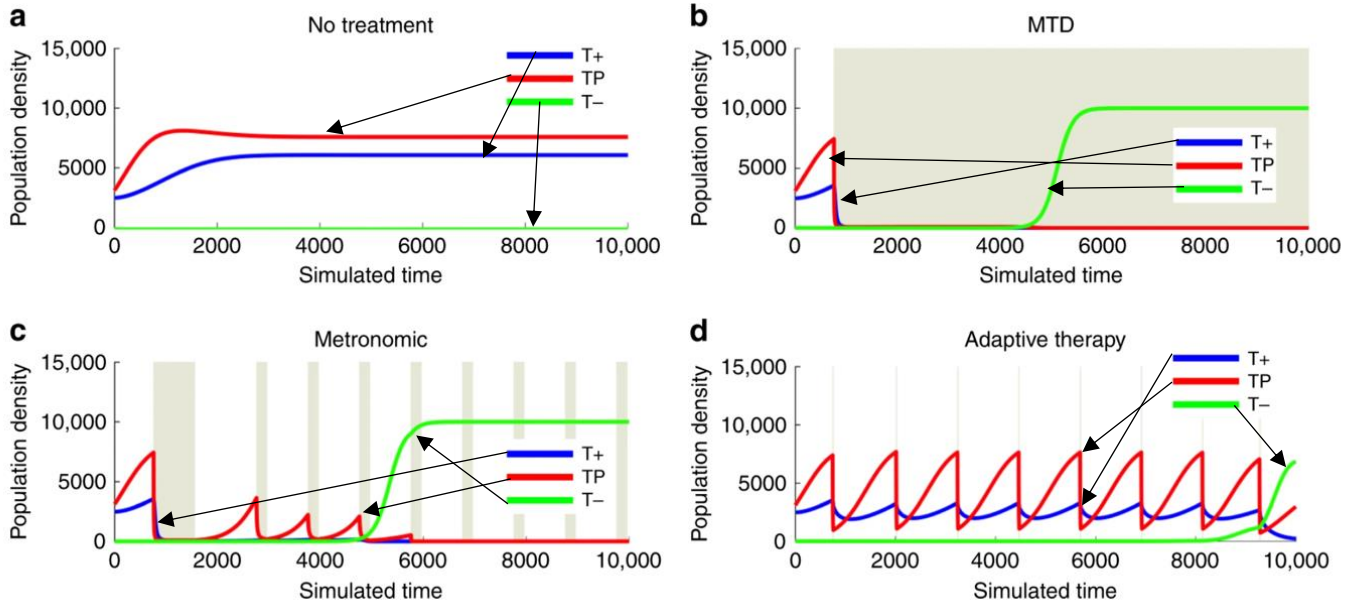 a
No treatment
15,000
10,000
5000
0
Population density
0 2000 4000 6000 8000 10,000
Simulated time
T+
TP
T−
b
MTD
15,000
10,000
5000
0
Population density
0 2000 4000 6000 8000 10,000
Simulated time
T+
TP
T−
c
Metronomic
15,000
10,000
5000
0
Population density
0 2000 4000 6000 8000 10,000
Simulated time
T+
TP
T−
d
Adaptive therapy
15,000
10,000
5000
0
Population density
0 2000 4000 6000 8000 10,000
Simulated time
T+
TP
T−